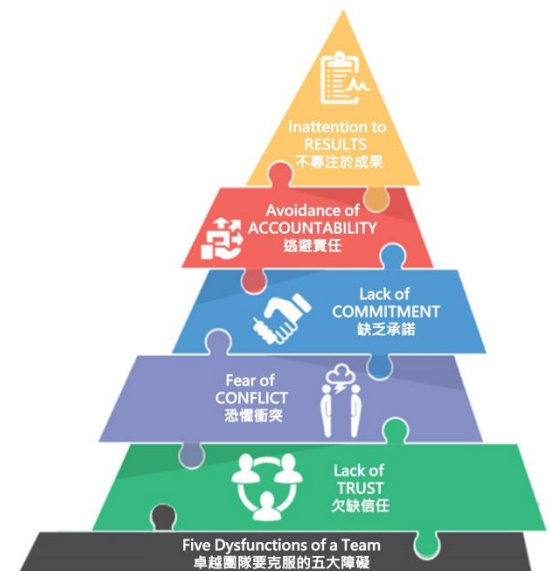 Inattention to
RESULTS
不專注於成果
Avoidance of
ACCOUNTABILITY
逃避責任
Lack of
COMMITMENT
缺乏承諾
Fear of
CONFLICT
恐懼衝突
Lack of
TRUST
欠缺信任
Five Dysfunctions of a Team
卓越團隊要克服的五大障礙